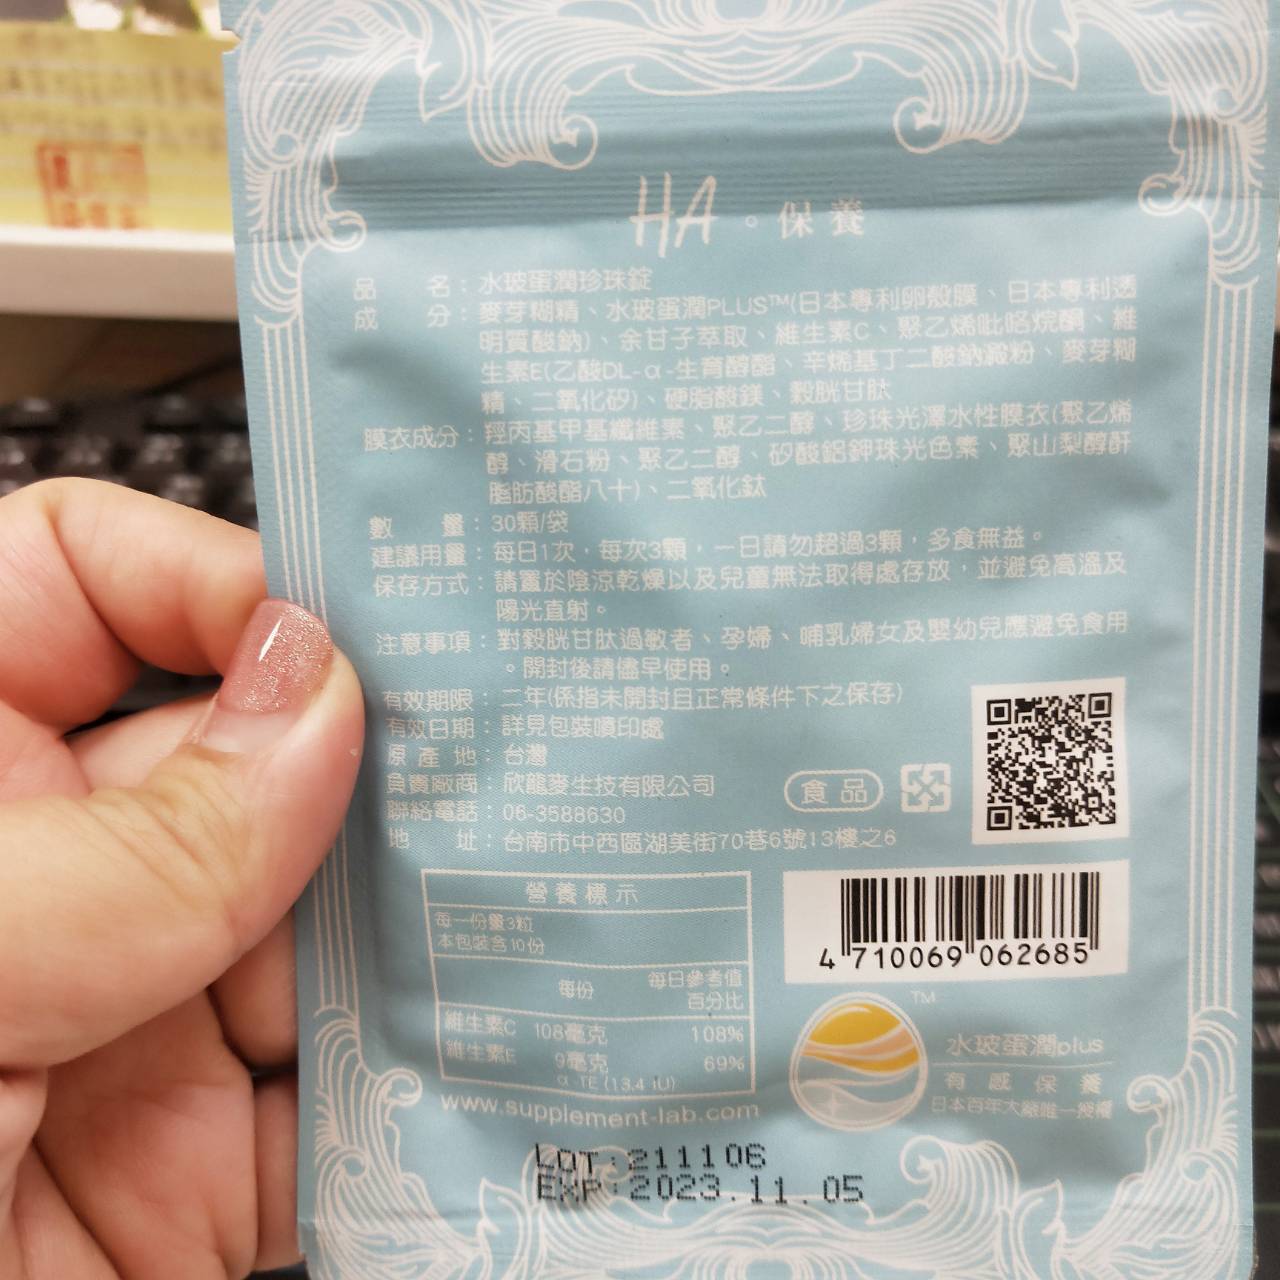 HA。保養
品名：水玻蛋潤珍珠錠
成分：麥芽糊精、水玻蛋潤PLUS™(日本專利卵殼膜、日本專利透
明質酸鈉)、余甘子萃取、維生素C、聚乙烯吡咯烷酮、維
生素E(乙酸DL-α-生育醇酯、辛烯基丁二酸鈉澱粉、麥芽糊
精、二氧化矽)、硬脂酸鎂、穀胱甘肽
膜衣成分：羥丙基甲基纖維素、聚乙二醇、珍珠光澤水性膜衣(聚乙烯
醇、滑石粉、聚乙二醇、矽酸鋁鉀珠光色素、聚山梨醇酐
脂肪酸酯八十)、二氧化鈦
數量：30顆/袋
建議用量：每日1次，每次3顆，一日請勿超過3顆，多食無益。
保存方式：請置於陰涼乾燥以及兒童無法取得處存放，並避免高溫及
陽光直射。
注意事項：對穀胱甘肽過敏者、孕婦、哺乳婦女及嬰幼兒應避免食用
。開封後請儘早使用。
有效期限：二年(係指未開封且正常條件下之保存)
有效日期：詳見包裝噴印處
原產地：台灣
負責廠商：欣龍麥生技有限公司
聯絡電話：06-3588630
地址：台南市中西區湖美街70巷6號13樓之6
食品
營養標示
每一份量3粒
本包裝含10份
每份 每日參考值
百分比
維生素C 108毫克 108%
維生素E 9毫克 69%
α-TE(13.4 IU)
www.supplement-lab.com
4 710069 062685
TM
水玻蛋潤plus
有感保養
日本百年大廠唯一授權
LOT:211106
EXP:2023.11.05